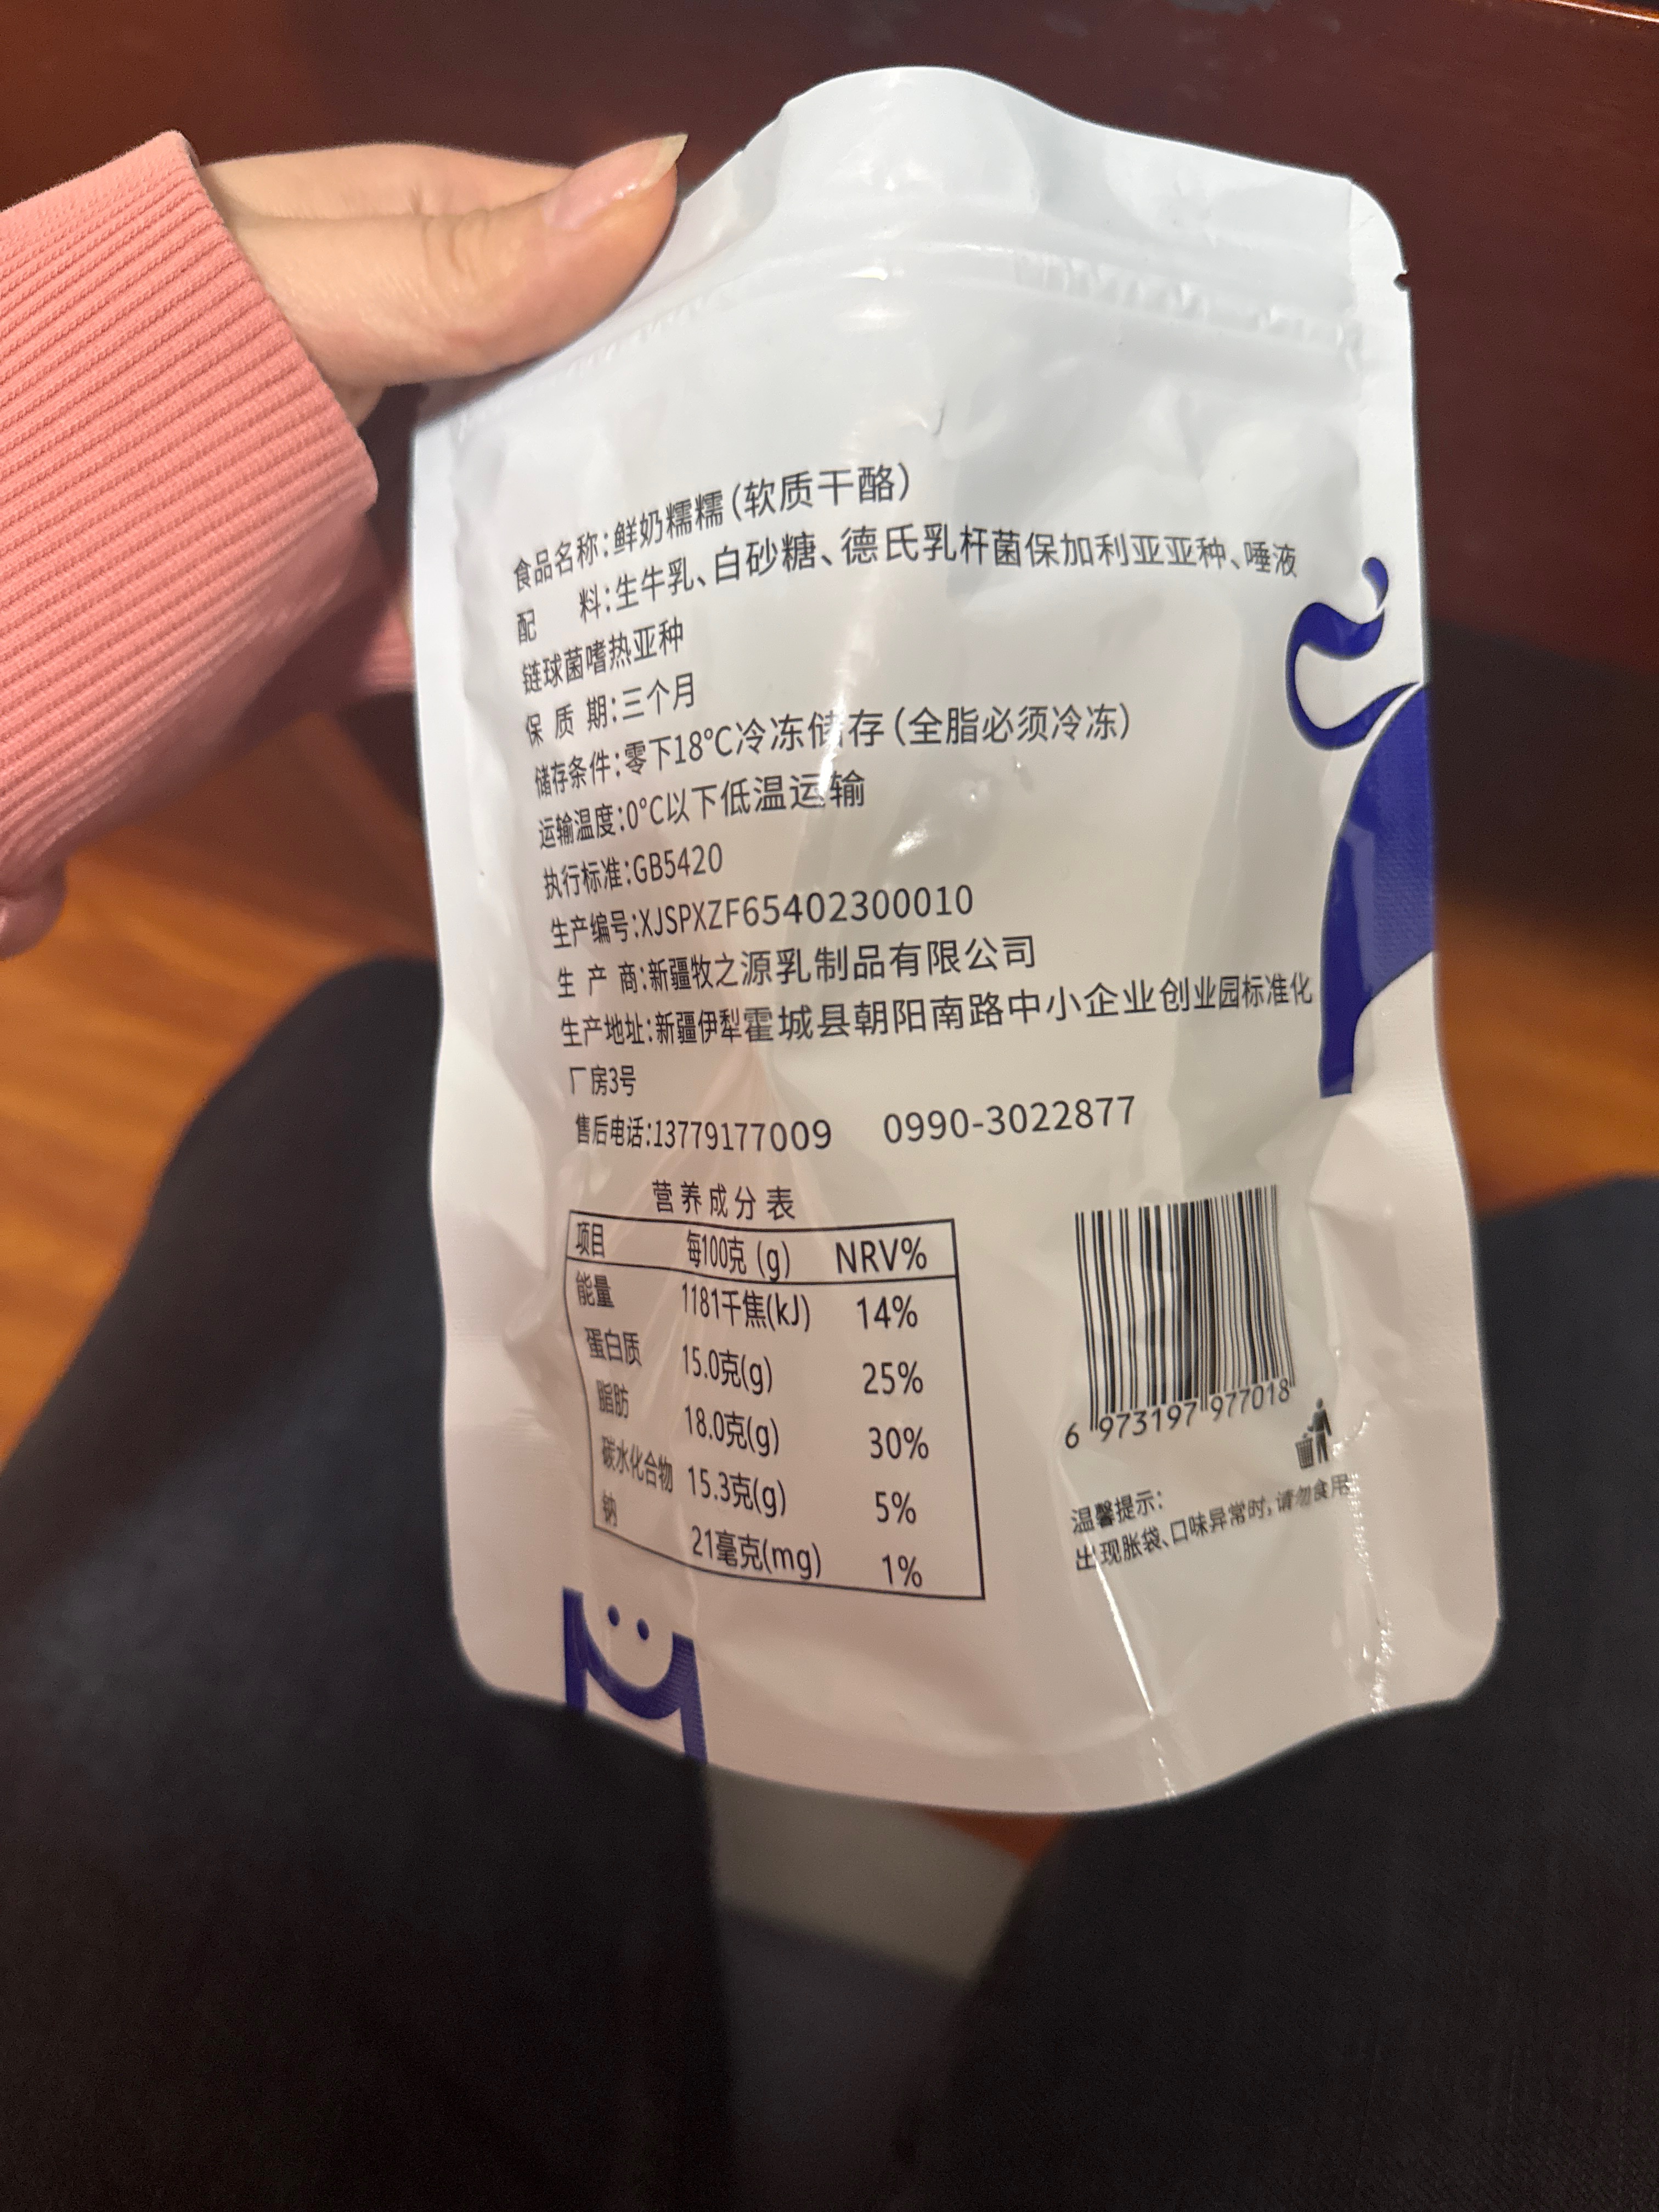 食品名称:鲜奶糯糯(软质干酪)
配 料:生牛乳、白砂糖、德氏乳杆菌保加利亚亚种、唾液
链球菌嗜热亚种
保质期:三个月
储存条件:零下18℃冷冻储存(全脂必须冷冻)
运输温度:0℃以下低温运输
执行标准:GB5420
生产编号:XJSPXZF65402300010
生产商:新疆牧之源乳制品有限公司
生产地址:新疆伊犁霍城县朝阳南路中小企业创业园标准化
厂房3号
售后电话:13779177009 0990-3022877
营养成分表
项目 每100克(g) NRV%
能量 1181千焦(kJ) 14%
蛋白质 15.0克(g) 25%
脂肪 18.0克(g) 30%
碳水化合物 15.3克(g) 5%
钠 21毫克(mg) 1%
6 973197 977018
温馨提示:
出现胀袋、口味异常时,请勿食用